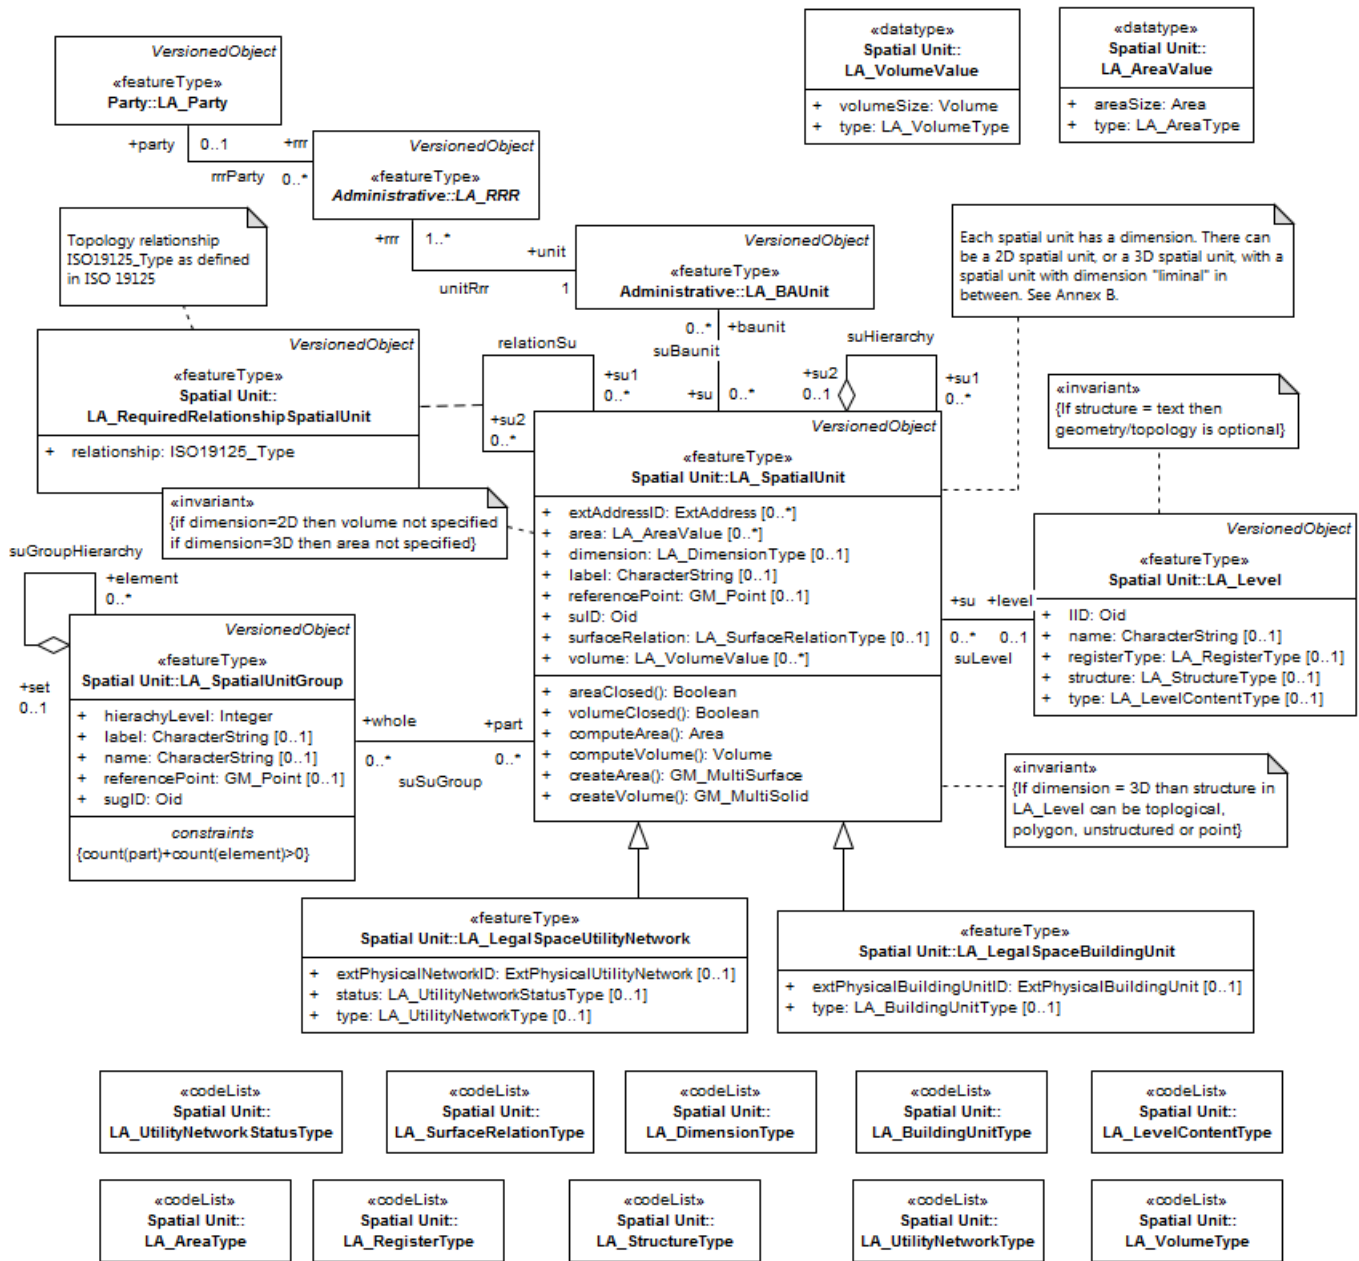 VersionedObject
«featureType»
Party::LA_Party
+party
0..1
+rrr
rrrParty
0..*
VersionedObject
«featureType»
Administrative::LA_RRR
+rrr
1..*
+unit
unitRrr
1
VersionedObject
«featureType»
Administrative::LA_BAUnit
0..*
+baunit
suBaunit
+su
0..*
«datatype»
Spatial Unit::
LA_VolumeValue
+ volumeSize: Volume
+ type: LA_VolumeType
«datatype»
Spatial Unit::
LA_AreaValue
+ areaSize: Area
+ type: LA_AreaType
Topology relationship
ISO19125_Type as defined
in ISO 19125
Each spatial unit has a dimension. There can
be a 2D spatial unit, or a 3D spatial unit, with a
spatial unit with dimension "liminal" in
between. See Annex B.
VersionedObject
«featureType»
Spatial Unit::
LA_RequiredRelationshipSpatialUnit
+ relationship: ISO19125_Type
relationSu
+su1
0..*
+su2
0..*
suHierarchy
+su2
0..1
+su1
0..*
«invariant»
{If structure = text then
geometry/topology is optional}
«invariant»
{if dimension=2D then volume not specified
if dimension=3D then area not specified}
VersionedObject
«featureType»
Spatial Unit::LA_SpatialUnit
+ extAddressID: ExtAddress [0..*]
+ area: LA_AreaValue [0..*]
+ dimension: LA_DimensionType [0..1]
+ label: CharacterString [0..1]
+ referencePoint: GM_Point [0..1]
+ suID: Oid
+ surfaceRelation: LA_SurfaceRelationType [0..1]
+ volume: LA_VolumeValue [0..*]
+ areaClosed(): Boolean
+ volumeClosed(): Boolean
+ computeArea(): Area
+ computeVolume(): Volume
+ createArea(): GM_MultiSurface
+ createVolume(): GM_MultiSolid
+su
+level
0..*
0..1
suLevel
VersionedObject
«featureType»
Spatial Unit::LA_Level
+ lID: Oid
+ name: CharacterString [0..1]
+ registerType: LA_RegisterType [0..1]
+ structure: LA_StructureType [0..1]
+ type: LA_LevelContentType [0..1]
suGroupHierarchy
+element
0..*
+set
0..1
VersionedObject
«featureType»
Spatial Unit::LA_SpatialUnitGroup
+ hierachyLevel: Integer
+ label: CharacterString [0..1]
+ name: CharacterString [0..1]
+ referencePoint: GM_Point [0..1]
+ sugID: Oid
constraints
{count(part)+count(element)>0}
+whole
+part
0..*
0..*
suSuGroup
«invariant»
{If dimension = 3D than structure in
LA_Level can be toplogical,
polygon, unstructured or point}
«featureType»
Spatial Unit::LA_LegalSpaceUtilityNetwork
+ extPhysicalNetworkID: ExtPhysicalUtilityNetwork [0..1]
+ status: LA_UtilityNetworkStatusType [0..1]
+ type: LA_UtilityNetworkType [0..1]
«featureType»
Spatial Unit::LA_LegalSpaceBuildingUnit
+ extPhysicalBuildingUnitID: ExtPhysicalBuildingUnit [0..1]
+ type: LA_BuildingUnitType [0..1]
«codeList»
Spatial Unit::
LA_UtilityNetworkStatusType
«codeList»
Spatial Unit::
LA_SurfaceRelationType
«codeList»
Spatial Unit::
LA_DimensionType
«codeList»
Spatial Unit::
LA_BuildingUnitType
«codeList»
Spatial Unit::
LA_LevelContentType
«codeList»
Spatial Unit::
LA_AreaType
«codeList»
Spatial Unit::
LA_RegisterType
«codeList»
Spatial Unit::
LA_StructureType
«codeList»
Spatial Unit::
LA_UtilityNetworkType
«codeList»
Spatial Unit::
LA_VolumeType